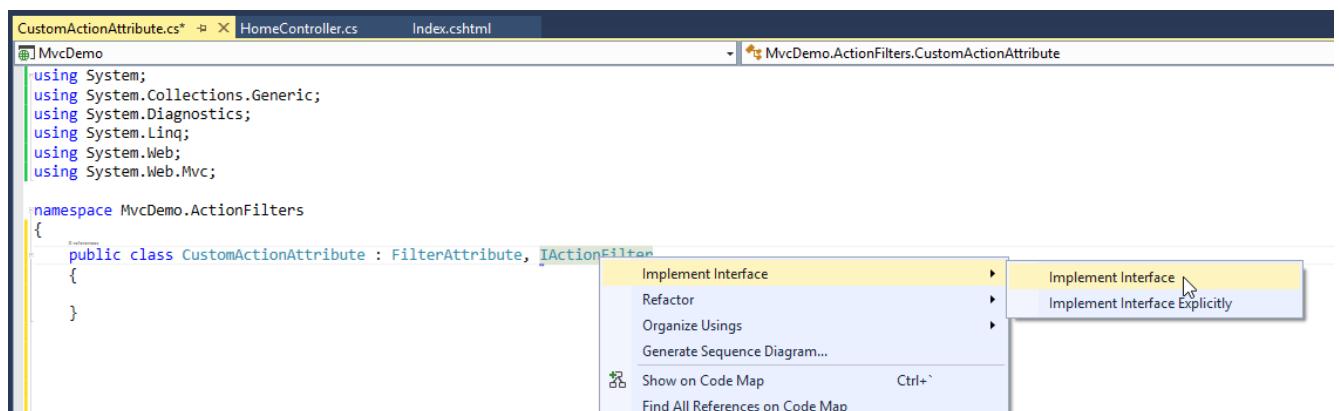 CustomActionAttribute.cs* HomeController.cs Index.cshtml
MvcDemo MvcDemo.ActionFilters.CustomActionAttribute
using System;
using System.Collections.Generic;
using System.Diagnostics;
using System.Linq;
using System.Web;
using System.Web.Mvc;
namespace MvcDemo.ActionFilters
{
0 references
public class CustomActionAttribute : FilterAttribute, IActionFilter
{
}
Implement Interface
Refactor
Organize Usings
Generate Sequence Diagram...
Show on Code Map Ctrl+`
Find All References on Code Map
Implement Interface
Implement Interface Explicitly